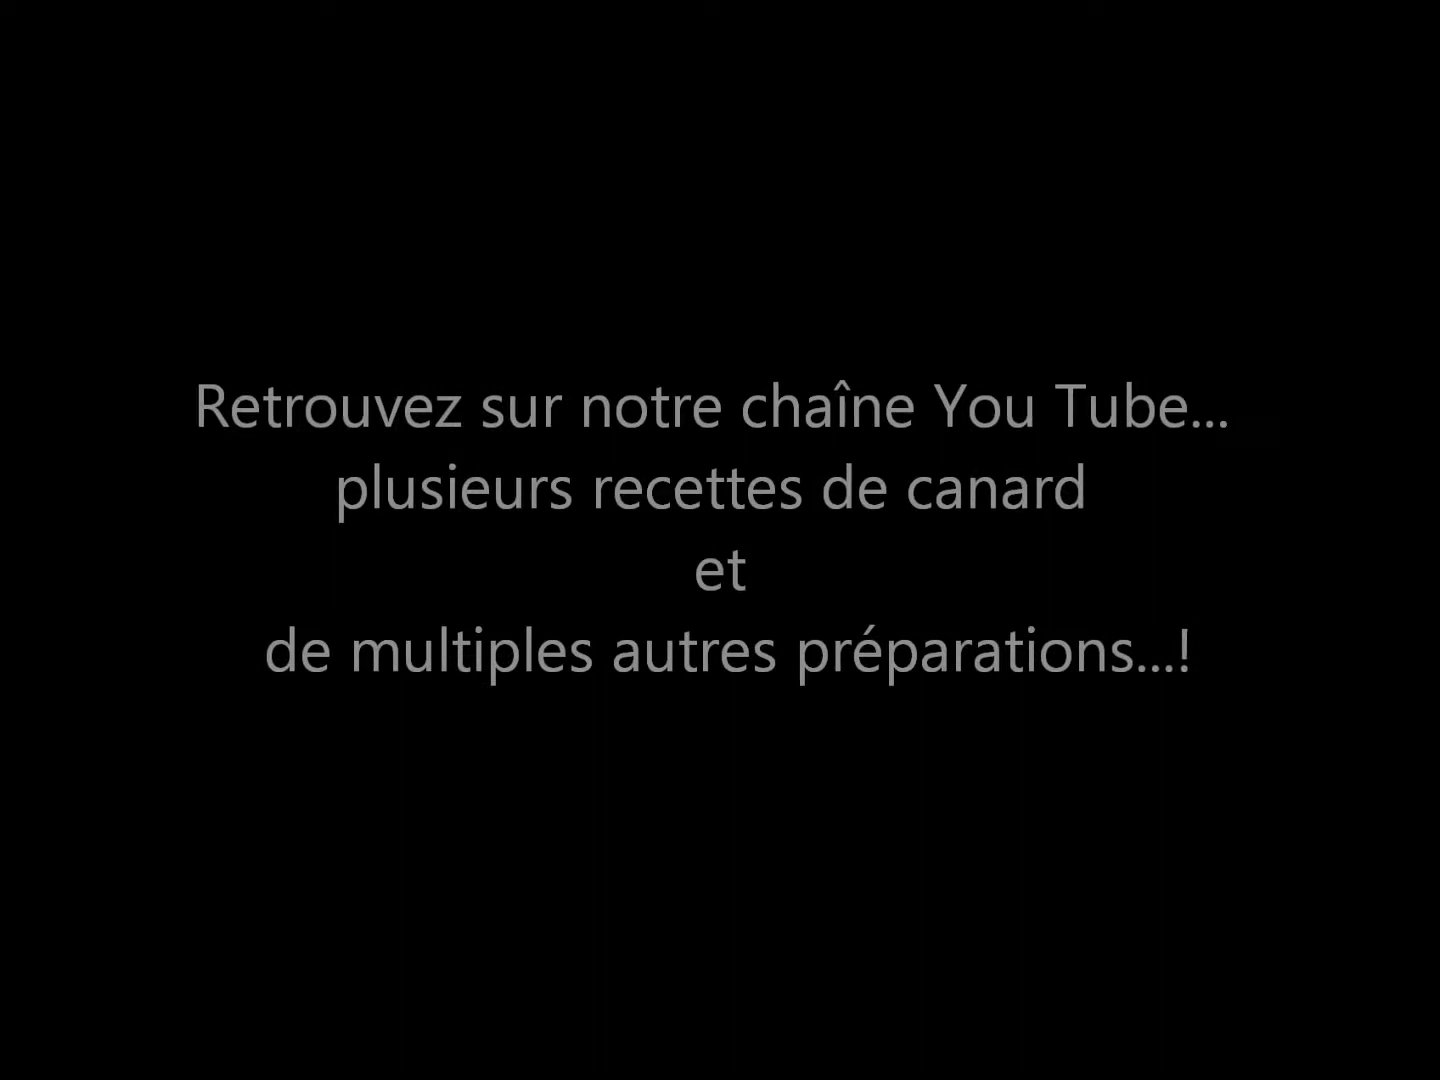 Retrouvez sur notre chaîne You Tube...
plusieurs recettes de canard
et
de multiples autres préparations...!